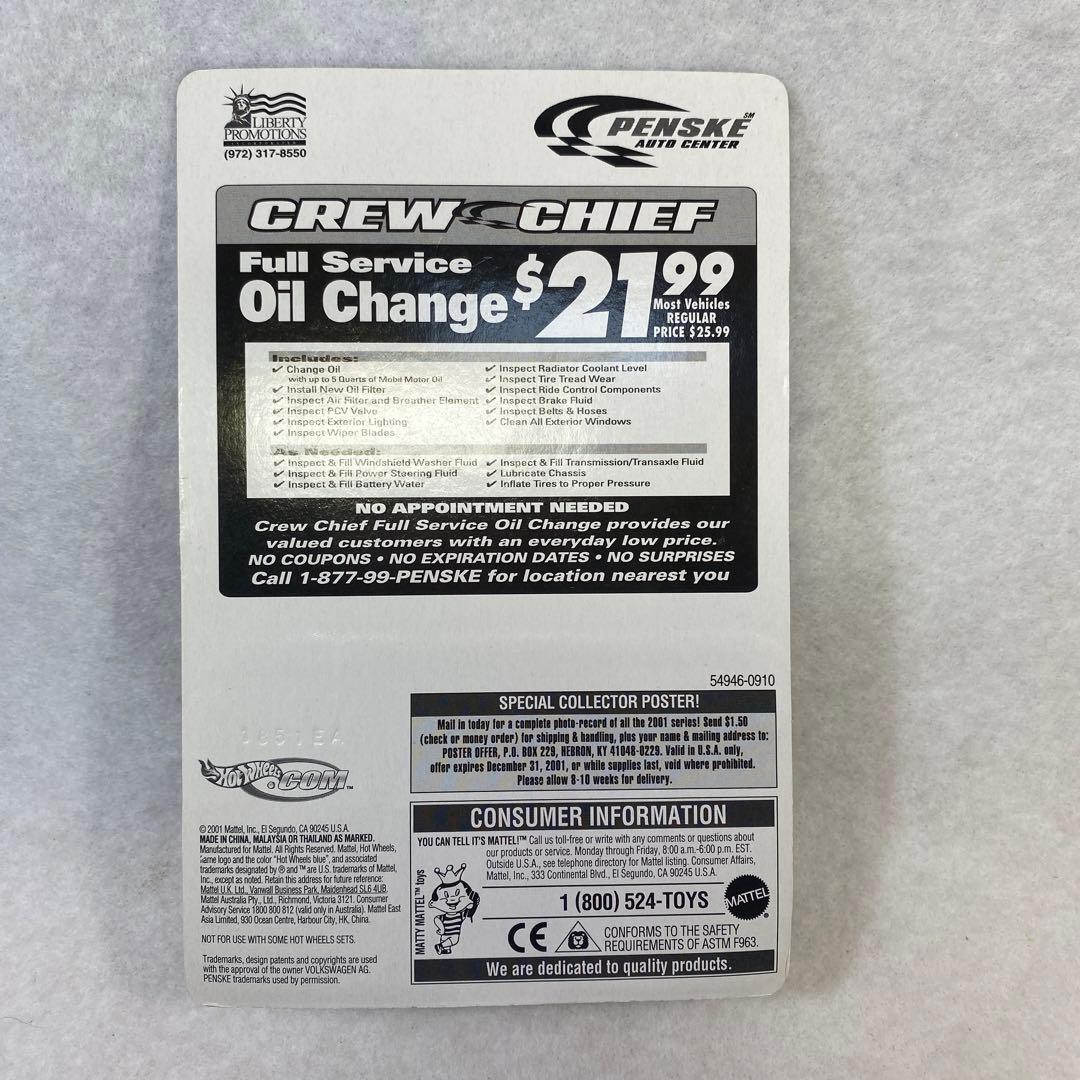 LIBERTY
PROMOTIONS
INCORPORATED
(972) 317-8550
PENSKE SM
AUTO CENTER
CREW CHIEF
Full Service
Oil Change $21.99
Most Vehicles
REGULAR
PRICE $25.99
Includes:
✔ Change Oil
with up to 5 Quarts of Mobil Motor Oil
✔ Install New Oil Filter
✔ Inspect Air Filter and Breather Element
✔ Inspect PCV Valve
✔ Inspect Exterior Lighting
✔ Inspect Wiper Blades
✔ Inspect Radiator Coolant Level
✔ Inspect Tire Tread Wear
✔ Inspect Ride Control Components
✔ Inspect Brake Fluid
✔ Inspect Belts & Hoses
✔ Clean All Exterior Windows
As Needed:
✔ Inspect & Fill Windshield Washer Fluid
✔ Inspect & Fill Power Steering Fluid
✔ Inspect & Fill Battery Water
✔ Inspect & Fill Transmission/Transaxle Fluid
✔ Lubricate Chassis
✔ Inflate Tires to Proper Pressure
NO APPOINTMENT NEEDED
Crew Chief Full Service Oil Change provides our
valued customers with an everyday low price.
NO COUPONS • NO EXPIRATION DATES • NO SURPRISES
Call 1-877-99-PENSKE for location nearest you
54946-0910
SPECIAL COLLECTOR POSTER!
Mail in today for a complete photo-record of all the 2001 series! Send $1.50
(check or money order) for shipping & handling, plus your name & mailing address to:
POSTER OFFER, P.O. BOX 229, HEBRON, KY 41048-0229. Valid in U.S.A. only,
offer expires December 31, 2001, or while supplies last, void where prohibited.
Please allow 8-10 weeks for delivery.
HOT WHEELS.COM™
© 2001 Mattel, Inc., El Segundo, CA 90245 U.S.A.
MADE IN CHINA, MALAYSIA OR THAILAND AS MARKED.
Manufactured for Mattel. All Rights Reserved. Mattel, Hot Wheels,
flame logo and the color "Hot Wheels blue", and associated
trademarks designated by ® and ™ are U.S. trademarks of Mattel,
Inc., except as noted. Retain this address for future reference:
Mattel U.K. Ltd., Vanwall Business Park, Maidenhead SL6 4UB.
Mattel Australia Pty., Ltd., Richmond, Victoria 3121. Consumer
Advisory Service 1800 800 812 (valid only in Australia). Mattel East
Asia Limited, 930 Ocean Centre, Harbour City, HK, China.
NOT FOR USE WITH SOME HOT WHEELS SETS.
Trademarks, design patents and copyrights are used
with the approval of the owner VOLKSWAGEN AG.
PENSKE trademarks used by permission.
CONSUMER INFORMATION
YOU CAN TELL IT'S MATTEL!™ Call us toll-free or write with any comments or questions about
our products or service. Monday through Friday, 8:00 a.m.-6:00 p.m. EST.
Outside U.S.A., see telephone directory for Mattel listing. Consumer Affairs,
Mattel, Inc., 333 Continental Blvd., El Segundo, CA 90245 U.S.A.
MATTY MATTEL™ toys
1 (800) 524-TOYS
MATTEL®
CE
CONFORMS TO THE SAFETY
REQUIREMENTS OF ASTM F963.
We are dedicated to quality products.